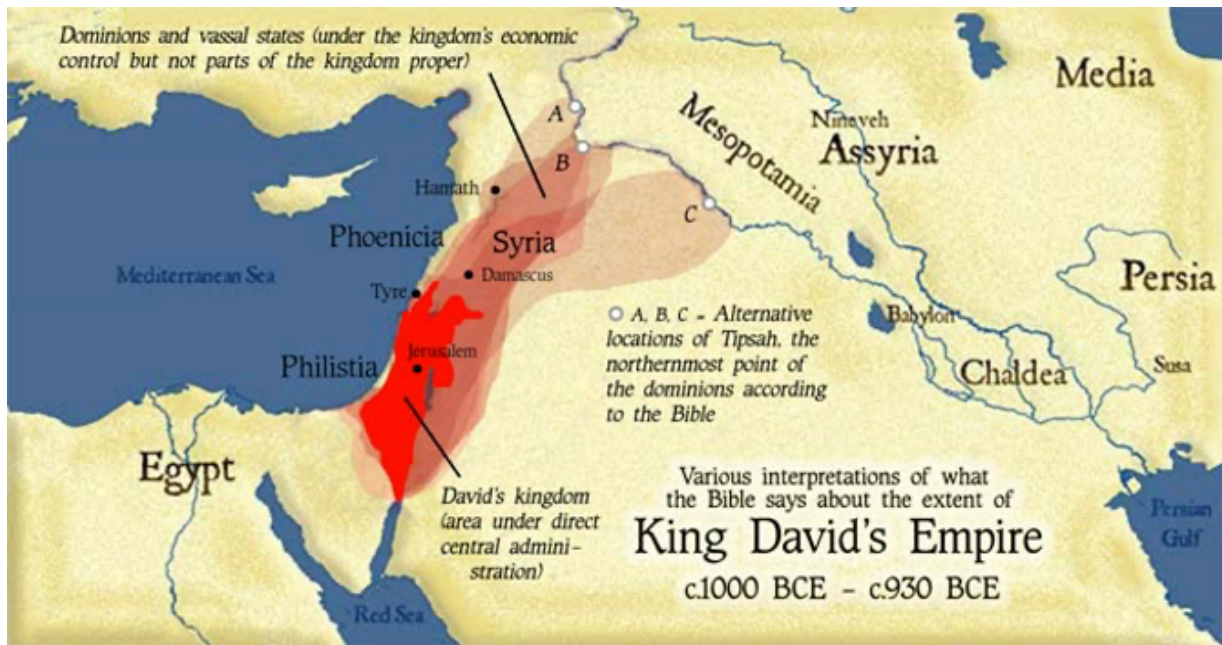 Dominions and vassal states (under the kingdom's economic
control but not parts of the kingdom proper)
Media
A
Mesopotamia
Nineveh
Assyria
B
Hamath
C
Phoenicia
Syria
Mediterranean Sea
Damascus
Persia
Tyre
A, B, C - Alternative
locations of Tipsah, the
northernmost point of
the dominions according
to the Bible
Babylon
Jerusalem
Philistia
Chaldea
Susa
Egypt
David's kingdom
(area under direct
central admini-
stration)
Various interpretations of what
the Bible says about the extent of
King David's Empire
c.1000 BCE - c.930 BCE
Persian
Gulf
Red Sea